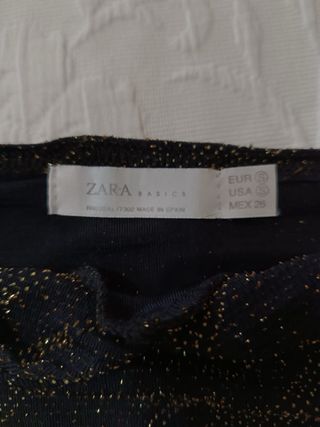 ZARA BASICS
MADE IN SPAIN
EUR S
USA S
MEX 26